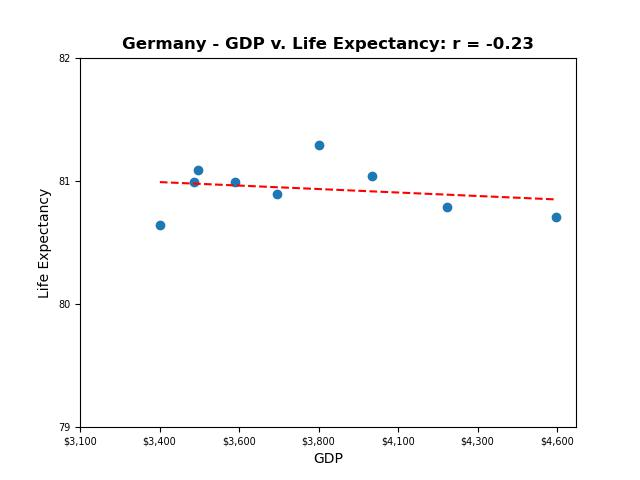 Germany - GDP v. Life Expectancy: r = -0.23
82
81
80
79
Life Expectancy
$3,100 $3,400 $3,600 $3,800 $4,100 $4,300 $4,600
GDP